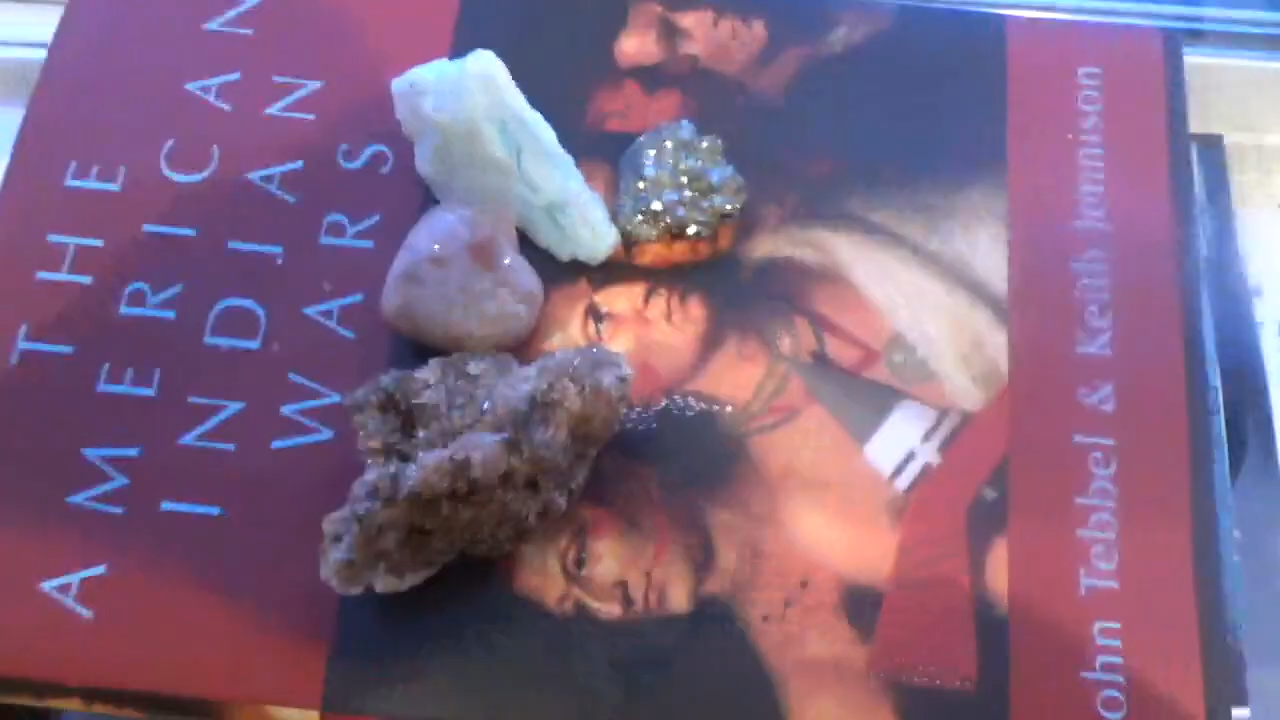 THE
AMERICAN
INDIAN
WARS
John Tebbel & Keith Jennison